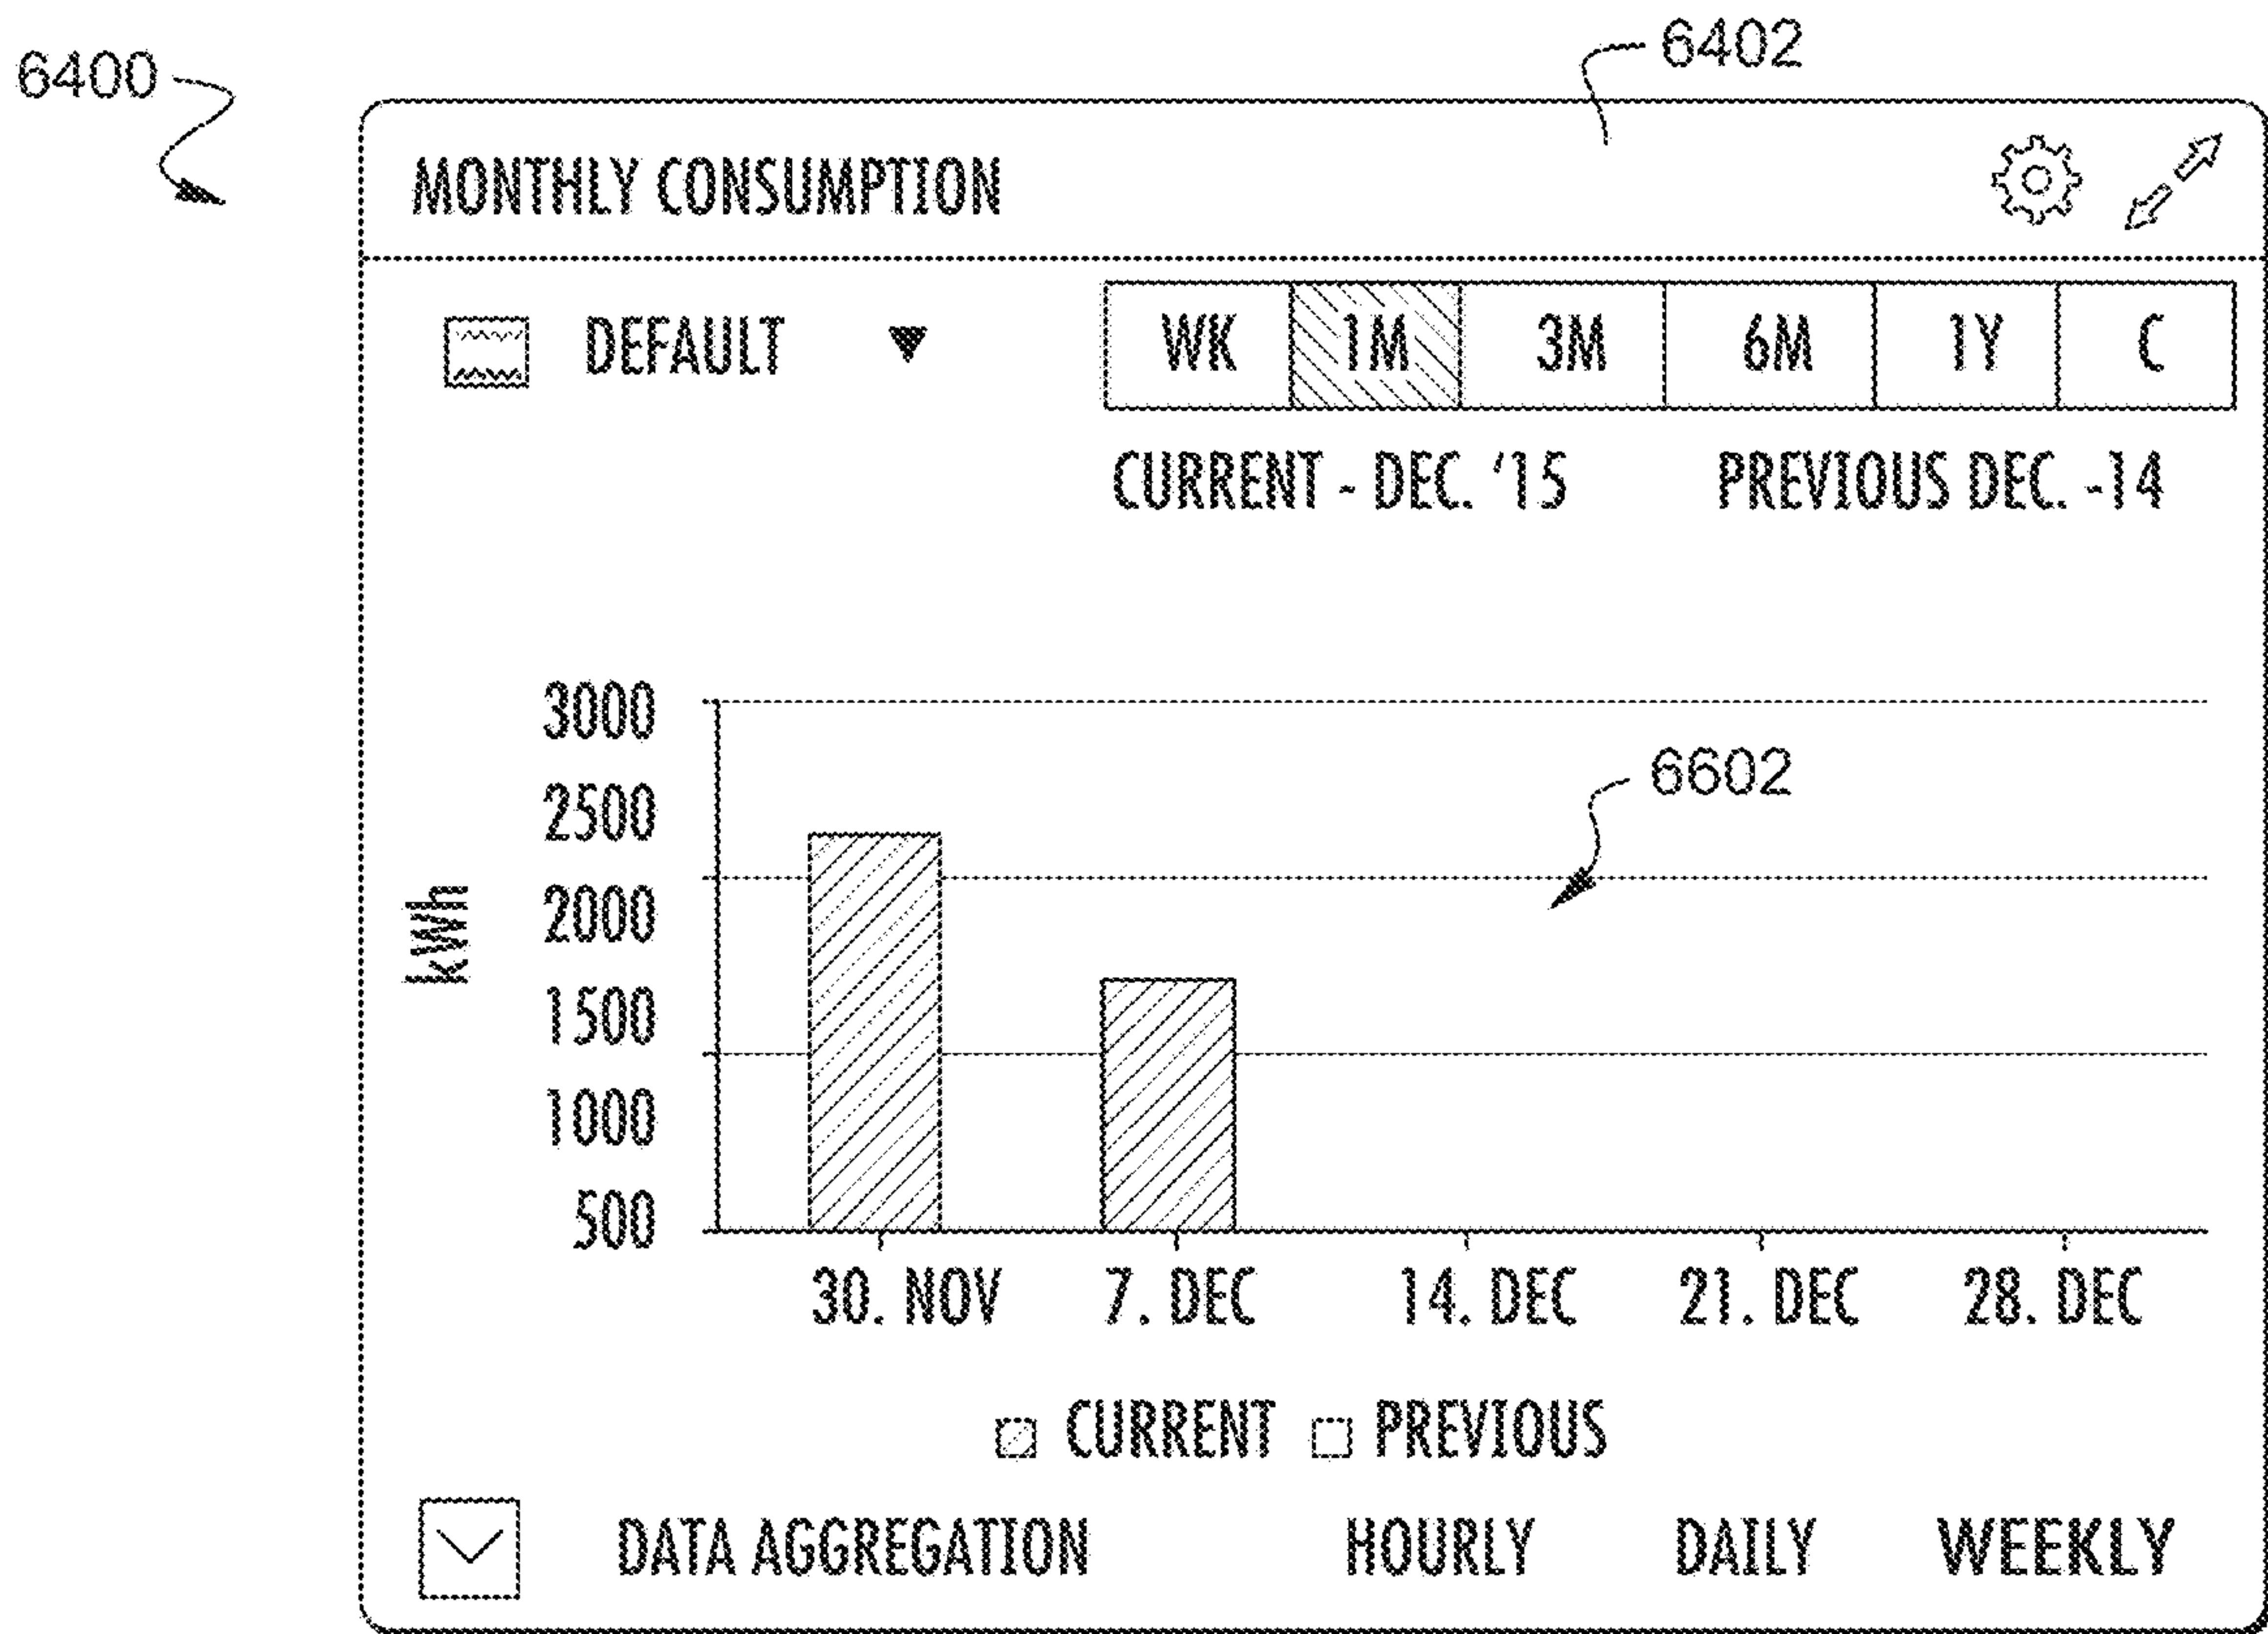 6400
6402
MONTHLY CONSUMPTION
DEFAULT WK 1M 3M 6M 1Y C
CURRENT - DEC. '15 PREVIOUS DEC. -14
3000
6602
2500
2000
kWh
1500
1000
500
30. NOV 7. DEC 14. DEC 21. DEC 28. DEC
CURRENT PREVIOUS
DATA AGGREGATION HOURLY DAILY WEEKLY